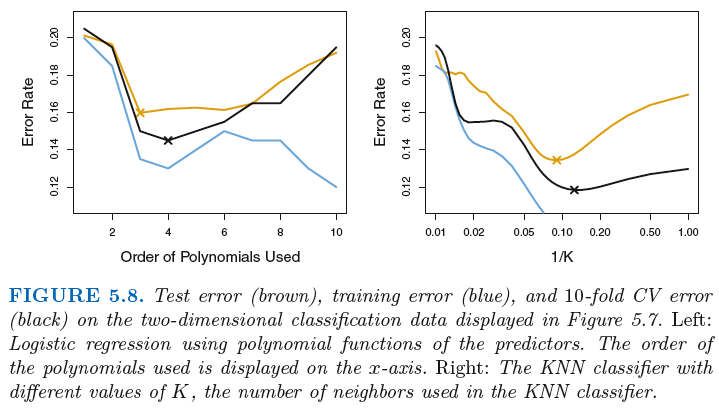 0.20
0.18
0.16
0.14
0.12
Error Rate
2 4 6 8 10
Order of Polynomials Used
0.20
0.18
0.16
0.14
0.12
Error Rate
0.01 0.02 0.05 0.10 0.20 0.50 1.00
1/K
FIGURE 5.8. Test error (brown), training error (blue), and 10-fold CV error
(black) on the two-dimensional classification data displayed in Figure 5.7. Left:
Logistic regression using polynomial functions of the predictors. The order of
the polynomials used is displayed on the x-axis. Right: The KNN classifier with
different values of K, the number of neighbors used in the KNN classifier.